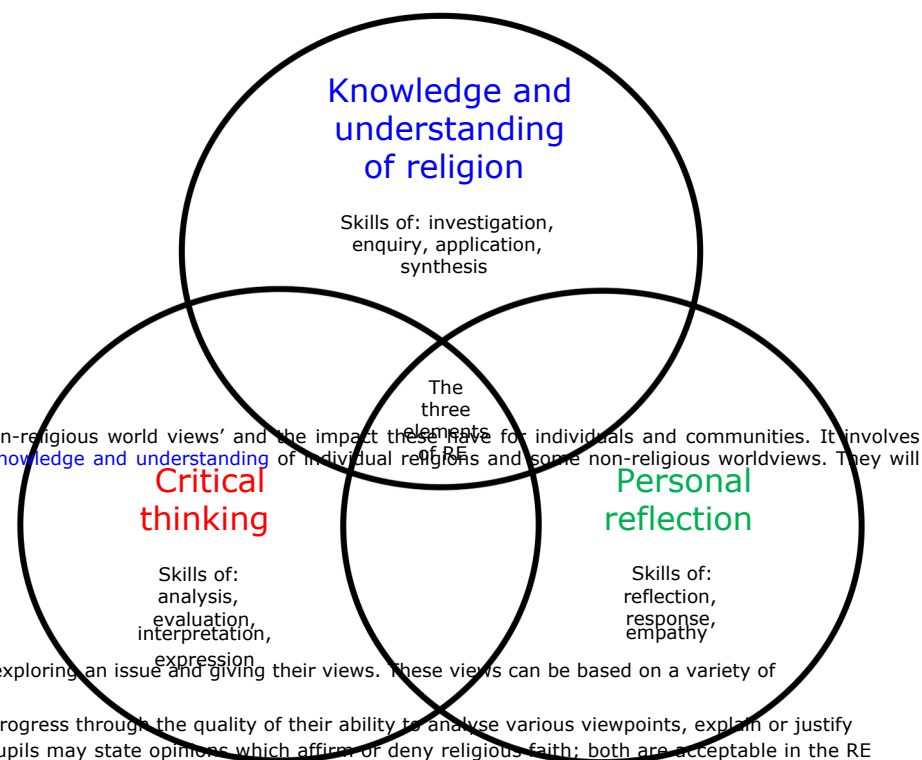 Knowledge and
understanding
of religion
Skills of: investigation,
enquiry, application,
synthesis
The
three
elements
of RE
n-religious world views’ and the impact these have for individuals and communities. It involves
nowledge and understanding of individual religions and some non-religious worldviews. They will
Critical
thinking
Skills of:
analysis,
evaluation,
interpretation,
expression
Personal
reflection
Skills of:
reflection,
response,
empathy
exploring an issue and giving their views. These views can be based on a variety of
rogress through the quality of their ability to analyse various viewpoints, explain or justify
upils may state opinions which affirm or deny religious faith; both are acceptable in the RE